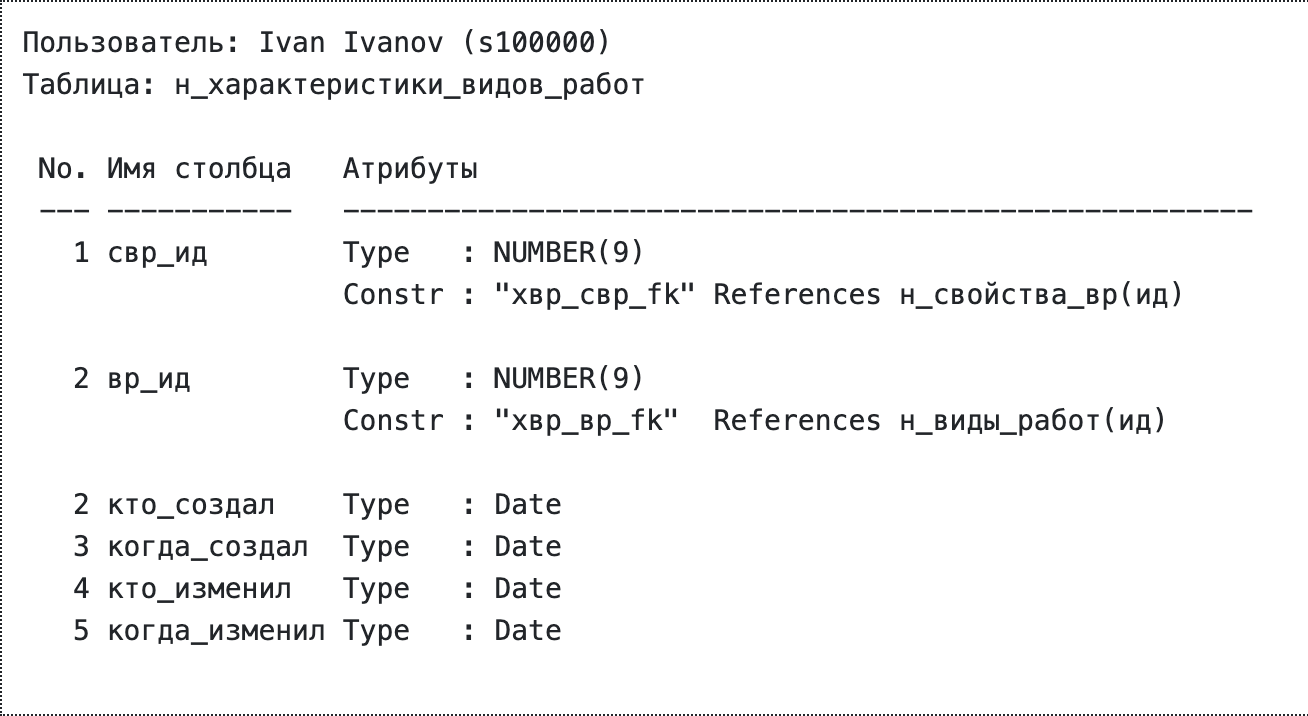 Пользователь: Ivan Ivanov (s100000)
Таблица: н_характеристики_видов_работ
No. Имя столбца   Атрибуты
--- -----------   ------------------------------------------------------
1 свр_ид        Type   : NUMBER(9)
Constr : "хвр_свр_fk" References н_свойства_вр(ид)
2 вр_ид         Type   : NUMBER(9)
Constr : "хвр_вр_fk"  References н_виды_работ(ид)
2 кто_создал    Type   : Date
3 когда_создал  Type   : Date
4 кто_изменил   Type   : Date
5 когда_изменил Type   : Date